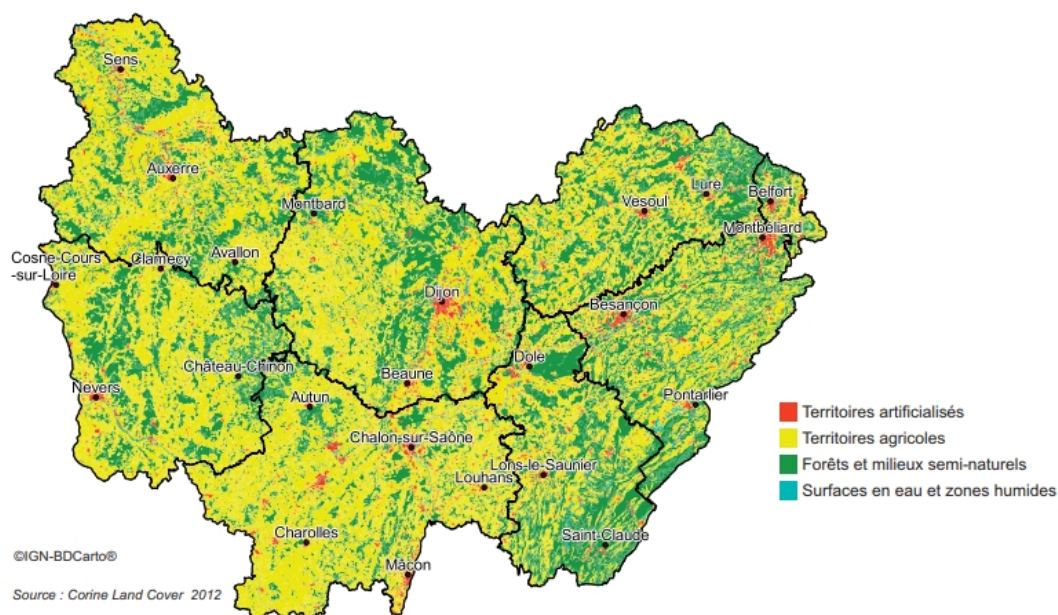 Sens
Auxerre
Montbard
Avallon
Clamecy
Cosne-Cours
-sur-Loire
Vesoul
Lure
Belfort
Montbéliard
Dijon
Besançon
Dole
Beaune
Château-Chinon
Nevers
Autun
Pontarlier
Chalon-sur-Saône
Lons-le-Saunier
Louhans
Charolles
Saint-Claude
Mâcon
Territoires artificialisés
Territoires agricoles
Forêts et milieux semi-naturels
Surfaces en eau et zones humides
©IGN-BDCarto®
Source : Corine Land Cover 2012